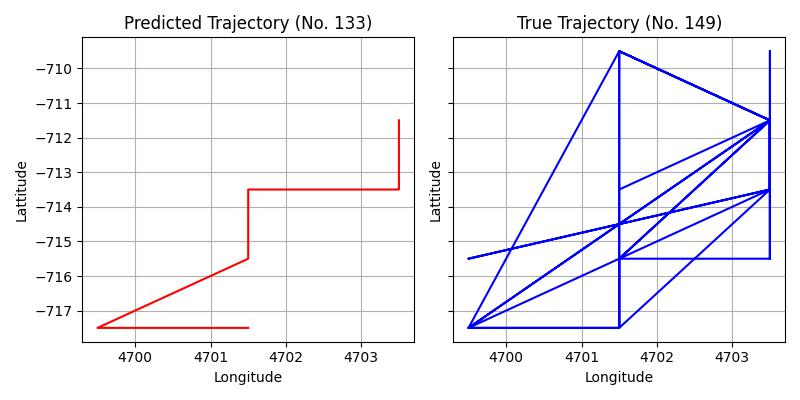 Predicted Trajectory (No. 133)
−710
−711
−712
−713
−714
−715
−716
−717
Lattitude
4700 4701 4702 4703
Longitude
True Trajectory (No. 149)
Lattitude
4700 4701 4702 4703
Longitude